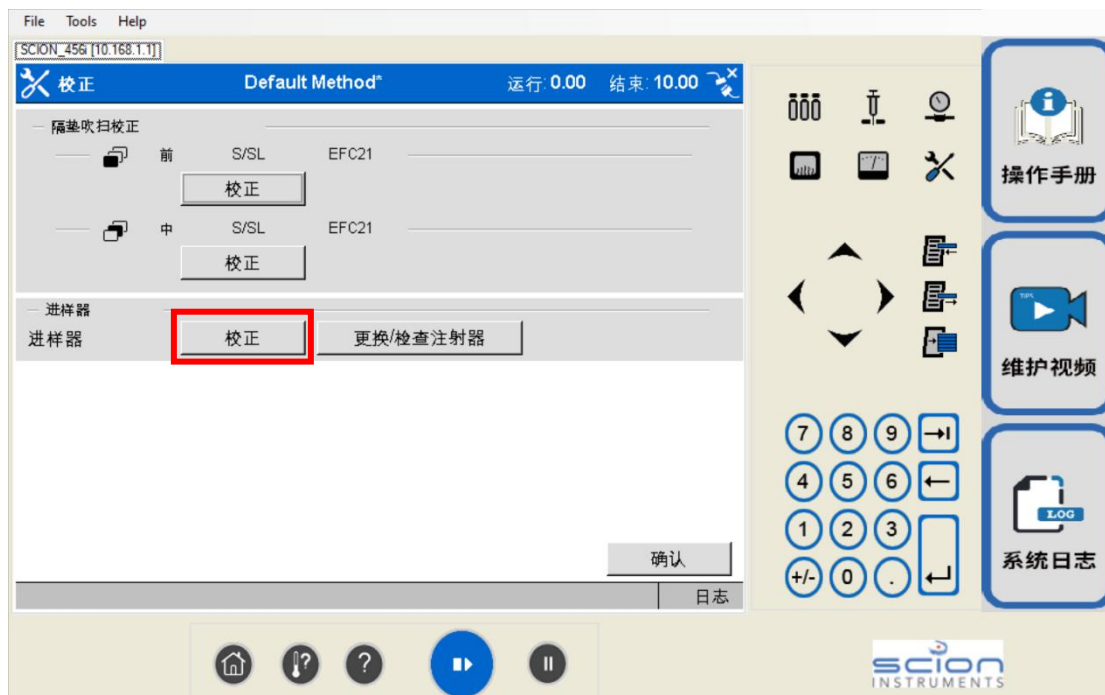 File Tools Help
SCION_456i [10.168.1.1]
校正 Default Method* 运行: 0.00 结束: 10.00
隔垫吹扫校正
前 S/SL EFC21
校正
中 S/SL EFC21
校正
进样器
进样器 校正 更换/检查注射器
确认
日志
7 8 9
4 5 6
1 2 3
+/- 0 .
操作手册
TIPS
维护视频
LOG
系统日志
scion
INSTRUMENTS